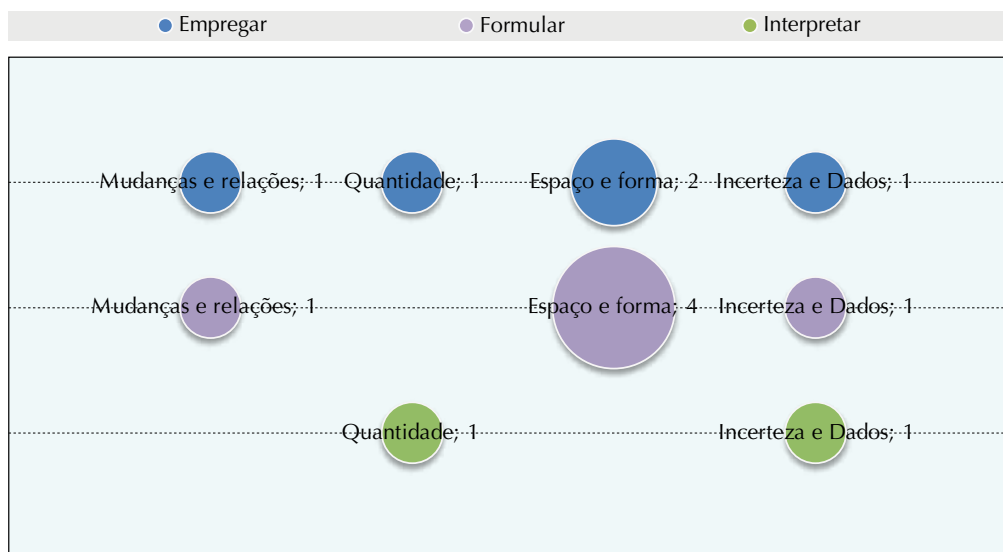 Empregar Formular Interpretar
Mudanças e relações; 1 Quantidade; 1 Espaço e forma; 2 Incerteza e Dados; 1
Mudanças e relações; 1 Espaço e forma; 4 Incerteza e Dados; 1
Quantidade; 1 Incerteza e Dados; 1